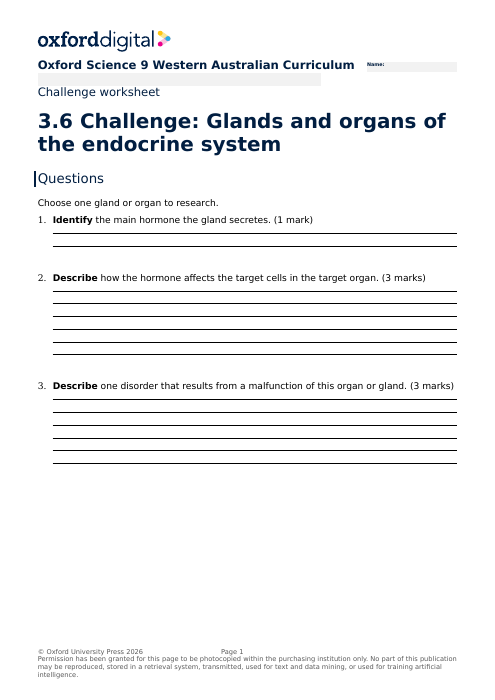 oxforddigital
Oxford Science 9 Western Australian Curriculum
Name:
Challenge worksheet
3.6 Challenge: Glands and organs of
the endocrine system
Questions
Choose one gland or organ to research.
1. Identify the main hormone the gland secretes. (1 mark)
2. Describe how the hormone affects the target cells in the target organ. (3 marks)
3. Describe one disorder that results from a malfunction of this organ or gland. (3 marks)
© Oxford University Press 2026 Page 1
Permission has been granted for this page to be photocopied within the purchasing institution only. No part of this publication
may be reproduced, stored in a retrieval system, transmitted, used for text and data mining, or used for training artificial
intelligence.